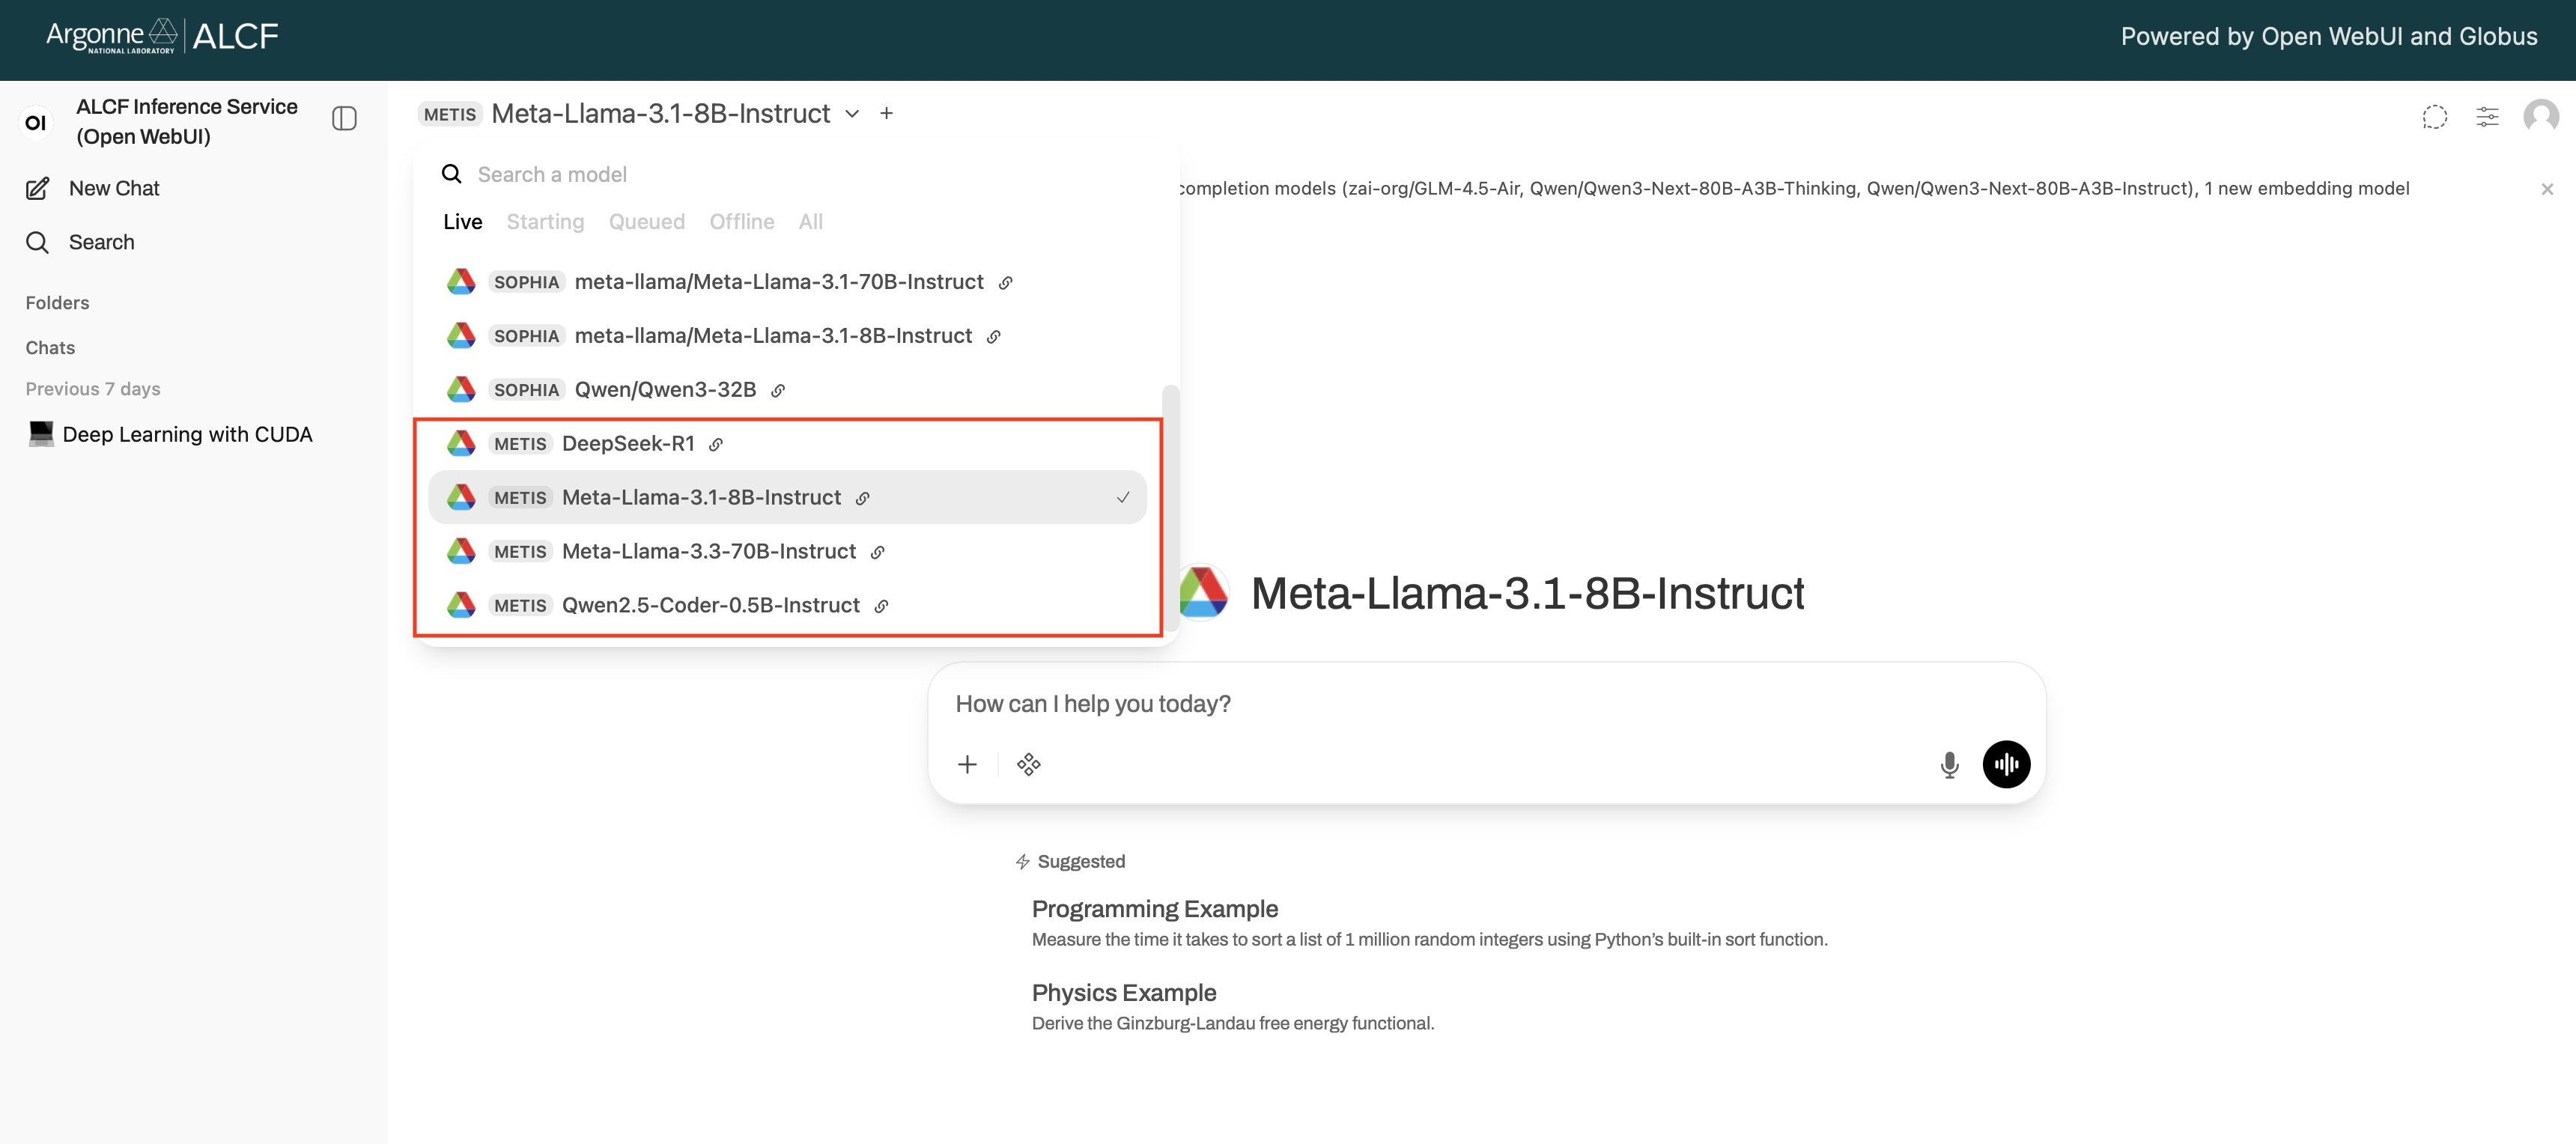 Argonne NATIONAL LABORATORY | ALCF
Powered by Open WebUI and Globus
OI
ALCF Inference Service
(Open WebUI)
New Chat
Search
Folders
Chats
Previous 7 days
Deep Learning with CUDA
METIS Meta-Llama-3.1-8B-Instruct
Search a model
completion models (zai-org/GLM-4.5-Air, Qwen/Qwen3-Next-80B-A3B-Thinking, Qwen/Qwen3-Next-80B-A3B-Instruct), 1 new embedding model
Live Starting Queued Offline All
SOPHIA meta-llama/Meta-Llama-3.1-70B-Instruct
SOPHIA meta-llama/Meta-Llama-3.1-8B-Instruct
SOPHIA Qwen/Qwen3-32B
METIS DeepSeek-R1
METIS Meta-Llama-3.1-8B-Instruct
METIS Meta-Llama-3.3-70B-Instruct
METIS Qwen2.5-Coder-0.5B-Instruct
Meta-Llama-3.1-8B-Instruct
How can I help you today?
Suggested
Programming Example
Measure the time it takes to sort a list of 1 million random integers using Python’s built-in sort function.
Physics Example
Derive the Ginzburg-Landau free energy functional.